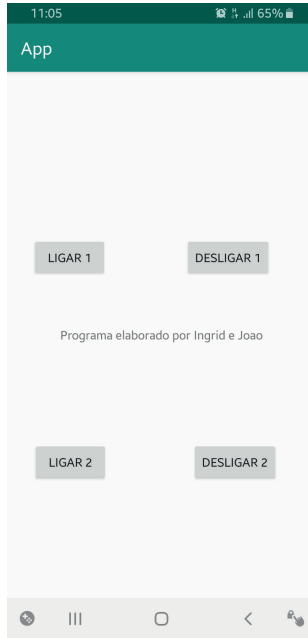 11:05 65%
App
LIGAR 1 DESLIGAR 1
Programa elaborado por Ingrid e Joao
LIGAR 2 DESLIGAR 2